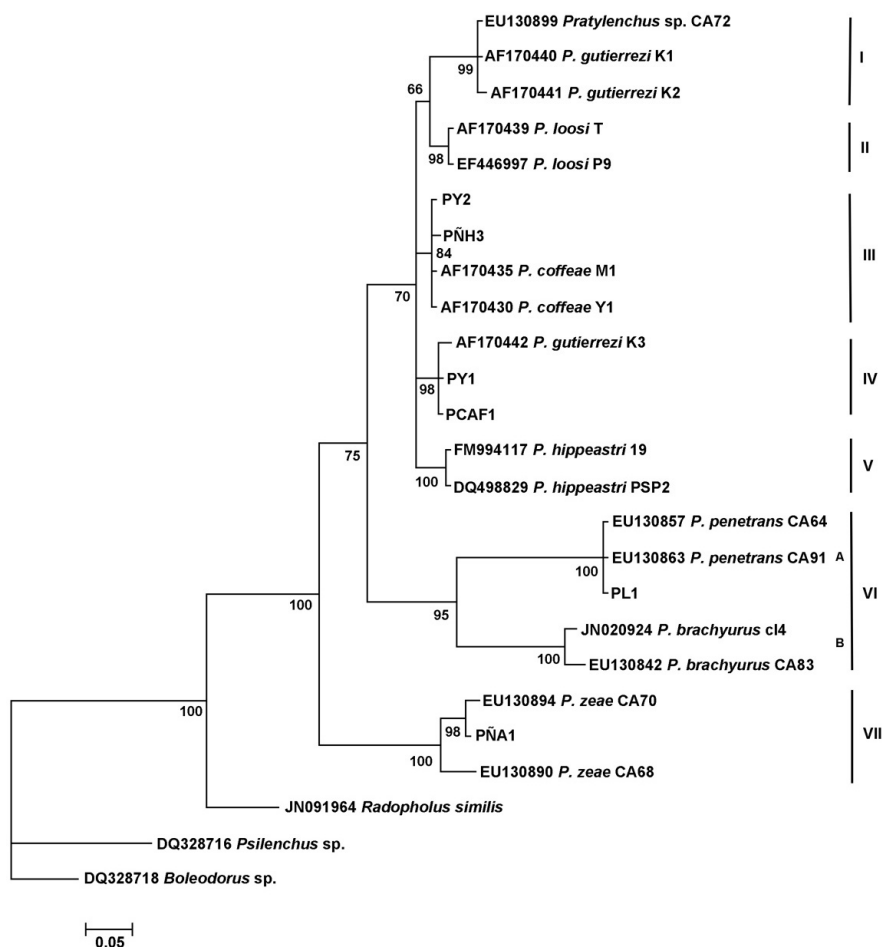 EU130899 Pratylenchus sp. CA72
AF170440 P. gutierrezi K1
I
99
66
AF170441 P. gutierrezi K2
AF170439 P. loosi T
II
98
EF446997 P. loosi P9
PY2
PÑH3
84
III
AF170435 P. coffeae M1
70
AF170430 P. coffeae Y1
AF170442 P. gutierrezi K3
98
PY1
IV
PCAF1
FM994117 P. hippeastri 19
75
V
100
DQ498829 P. hippeastri PSP2
EU130857 P. penetrans CA64
EU130863 P. penetrans CA91
A
100
PL1
VI
95
JN020924 P. brachyurus cl4
B
100
EU130842 P. brachyurus CA83
100
EU130894 P. zeae CA70
100
98
PÑA1
VII
100
EU130890 P. zeae CA68
JN091964 Radopholus similis
DQ328716 Psilenchus sp.
DQ328718 Boleodorus sp.
0.05